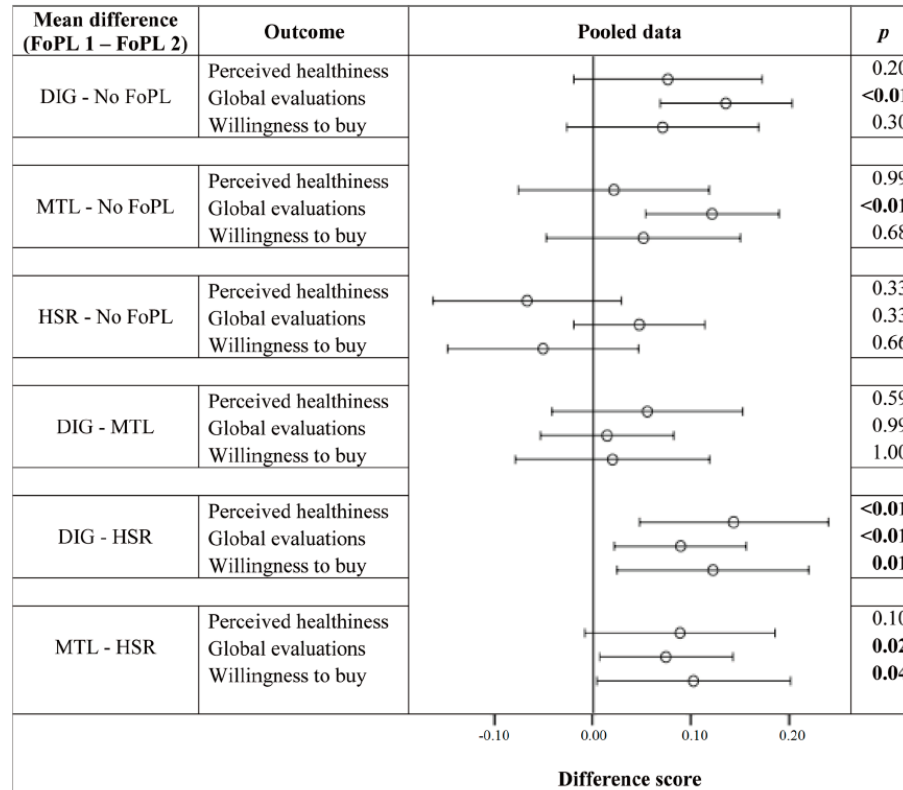 Mean difference
(FoPL 1 – FoPL 2)
Outcome
Pooled data
p
DIG - No FoPL
Perceived healthiness
0.20
Global evaluations
<0.01
Willingness to buy
0.30
MTL - No FoPL
Perceived healthiness
0.99
Global evaluations
<0.01
Willingness to buy
0.68
HSR - No FoPL
Perceived healthiness
0.33
Global evaluations
0.33
Willingness to buy
0.66
DIG - MTL
Perceived healthiness
0.59
Global evaluations
0.99
Willingness to buy
1.00
DIG - HSR
Perceived healthiness
<0.01
Global evaluations
<0.01
Willingness to buy
0.01
MTL - HSR
Perceived healthiness
0.10
Global evaluations
0.02
Willingness to buy
0.04
-0.10
0.00
0.10
0.20
Difference score